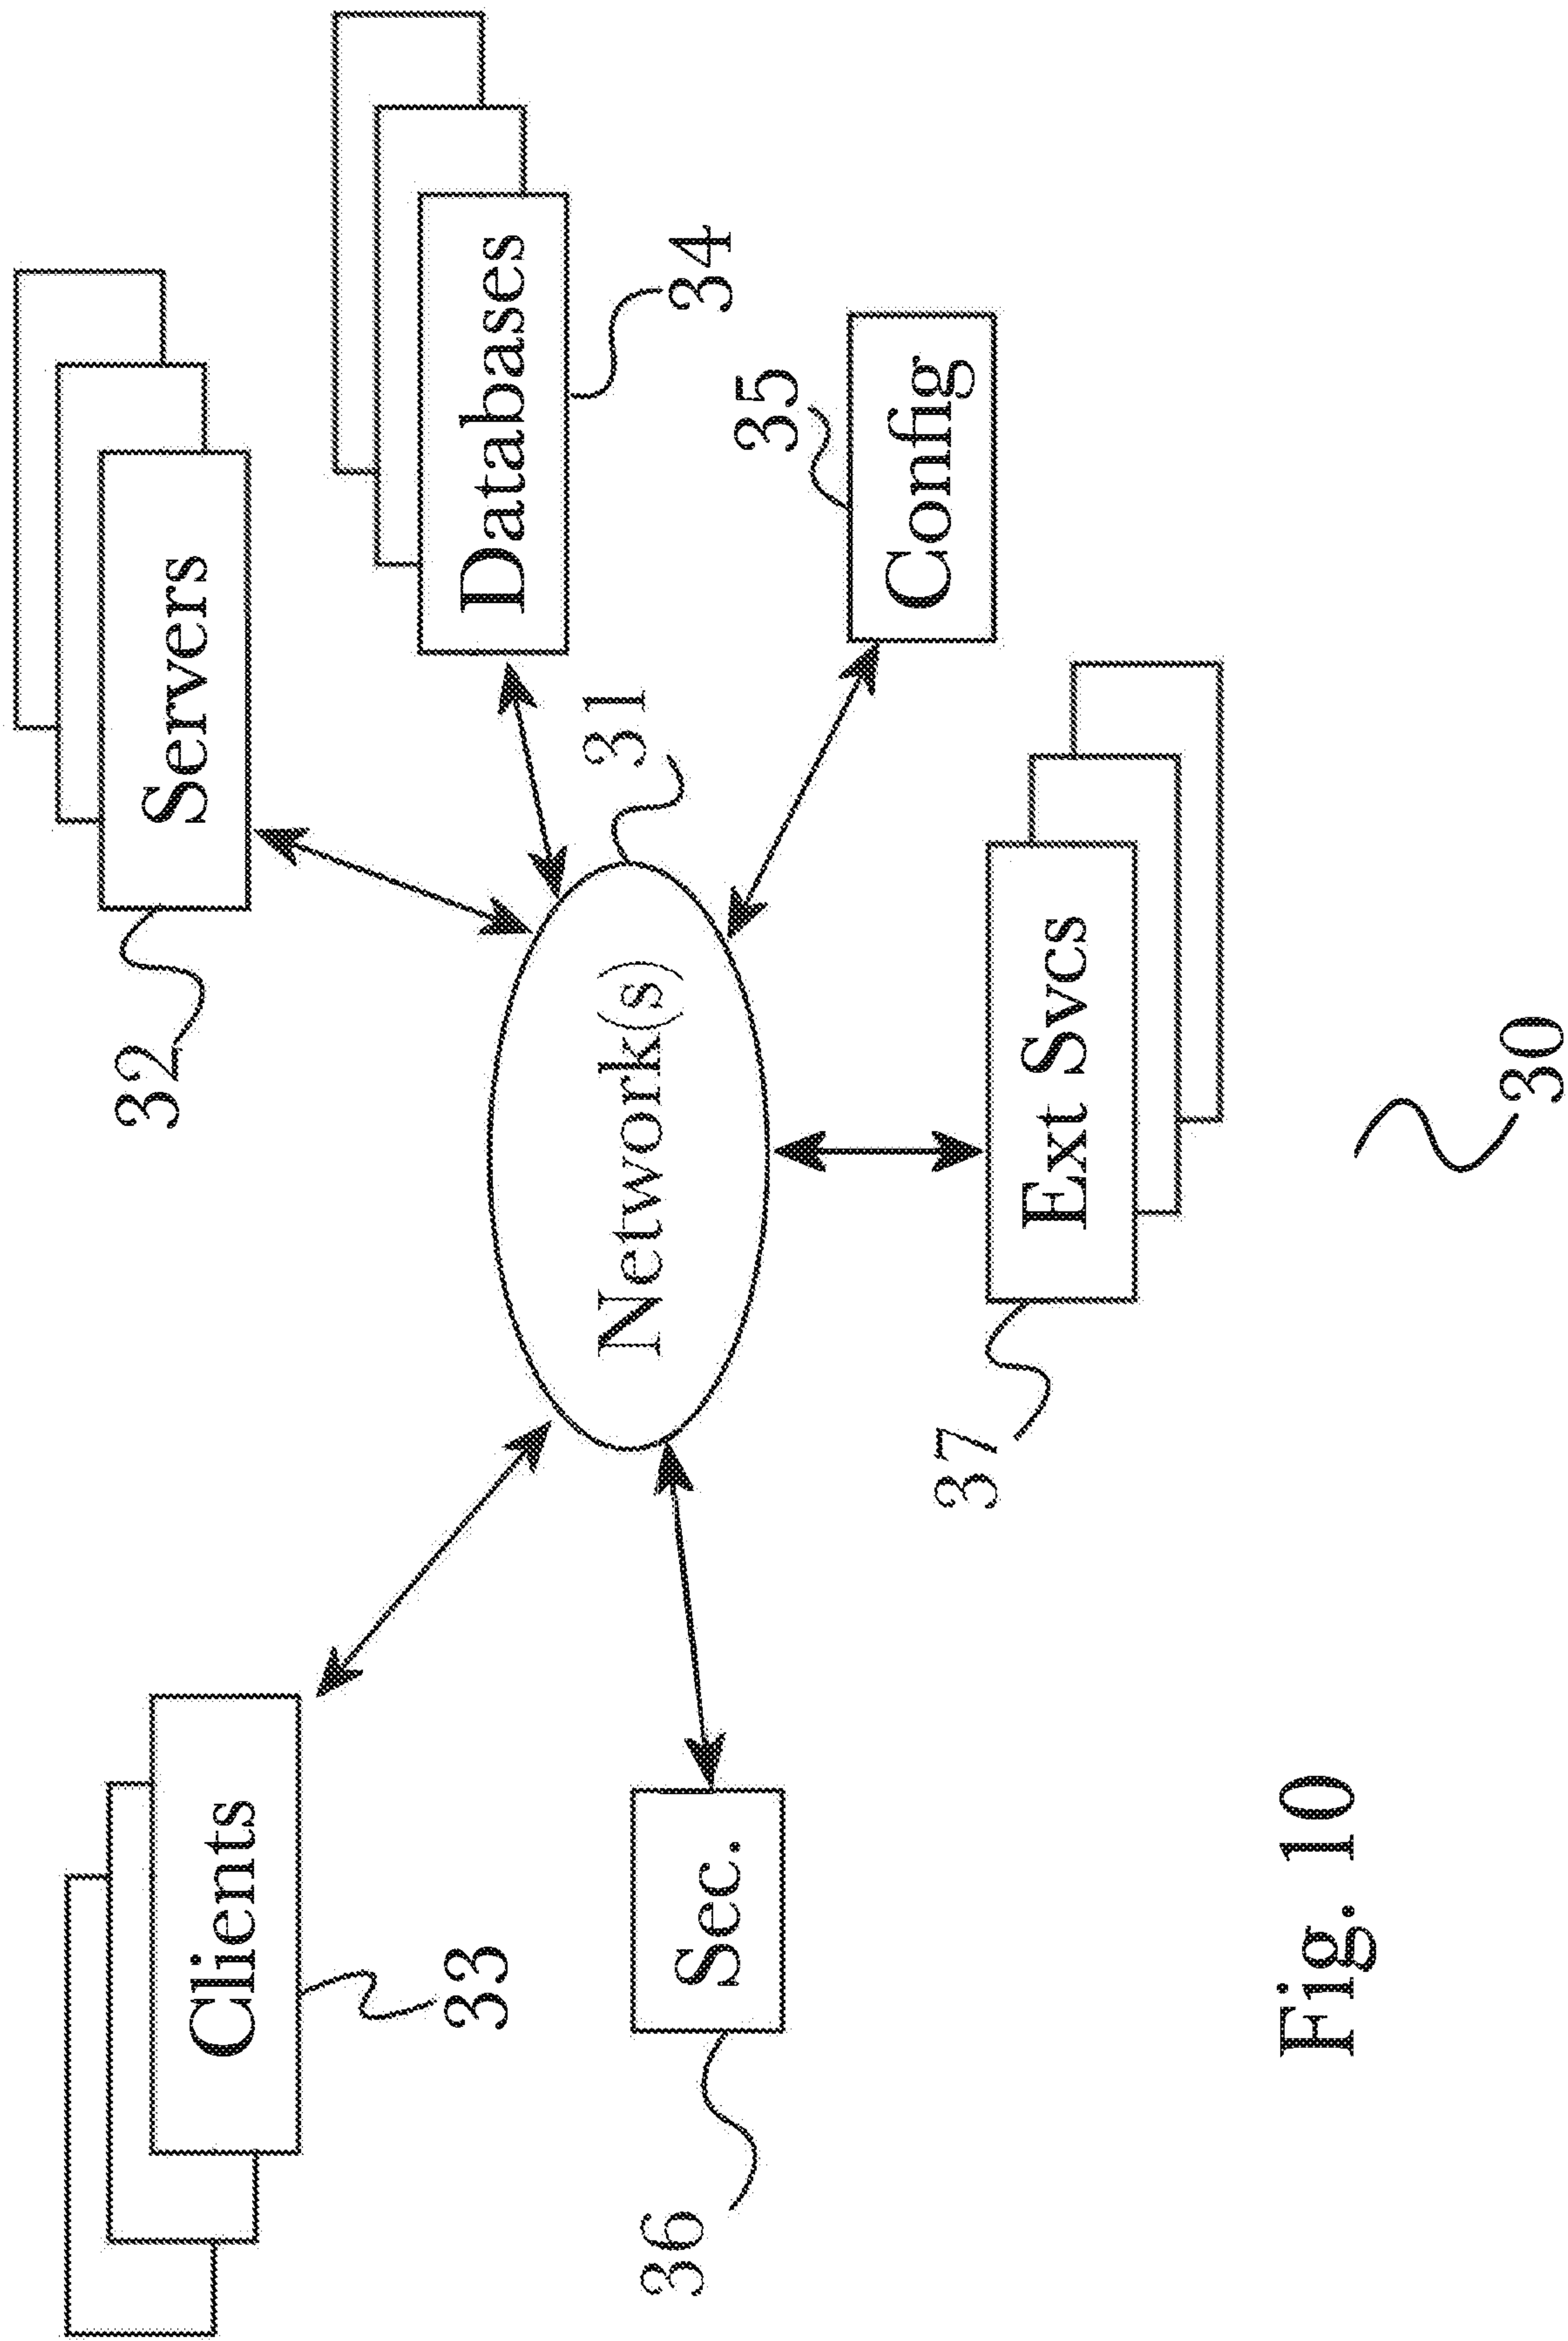 Clients
33
32
Servers
Databases
34
Network(s)
31
35
Config
36
Sec.
37
Ext Svcs
30
Fig. 10